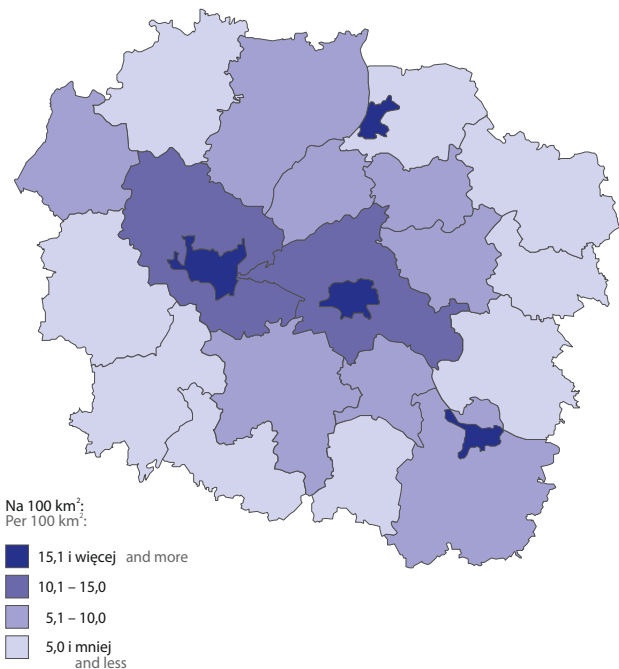 Na 100 km²:
Per 100 km²:
15,1 i więcej and more
10,1 – 15,0
5,1 – 10,0
5,0 i mniej
and less